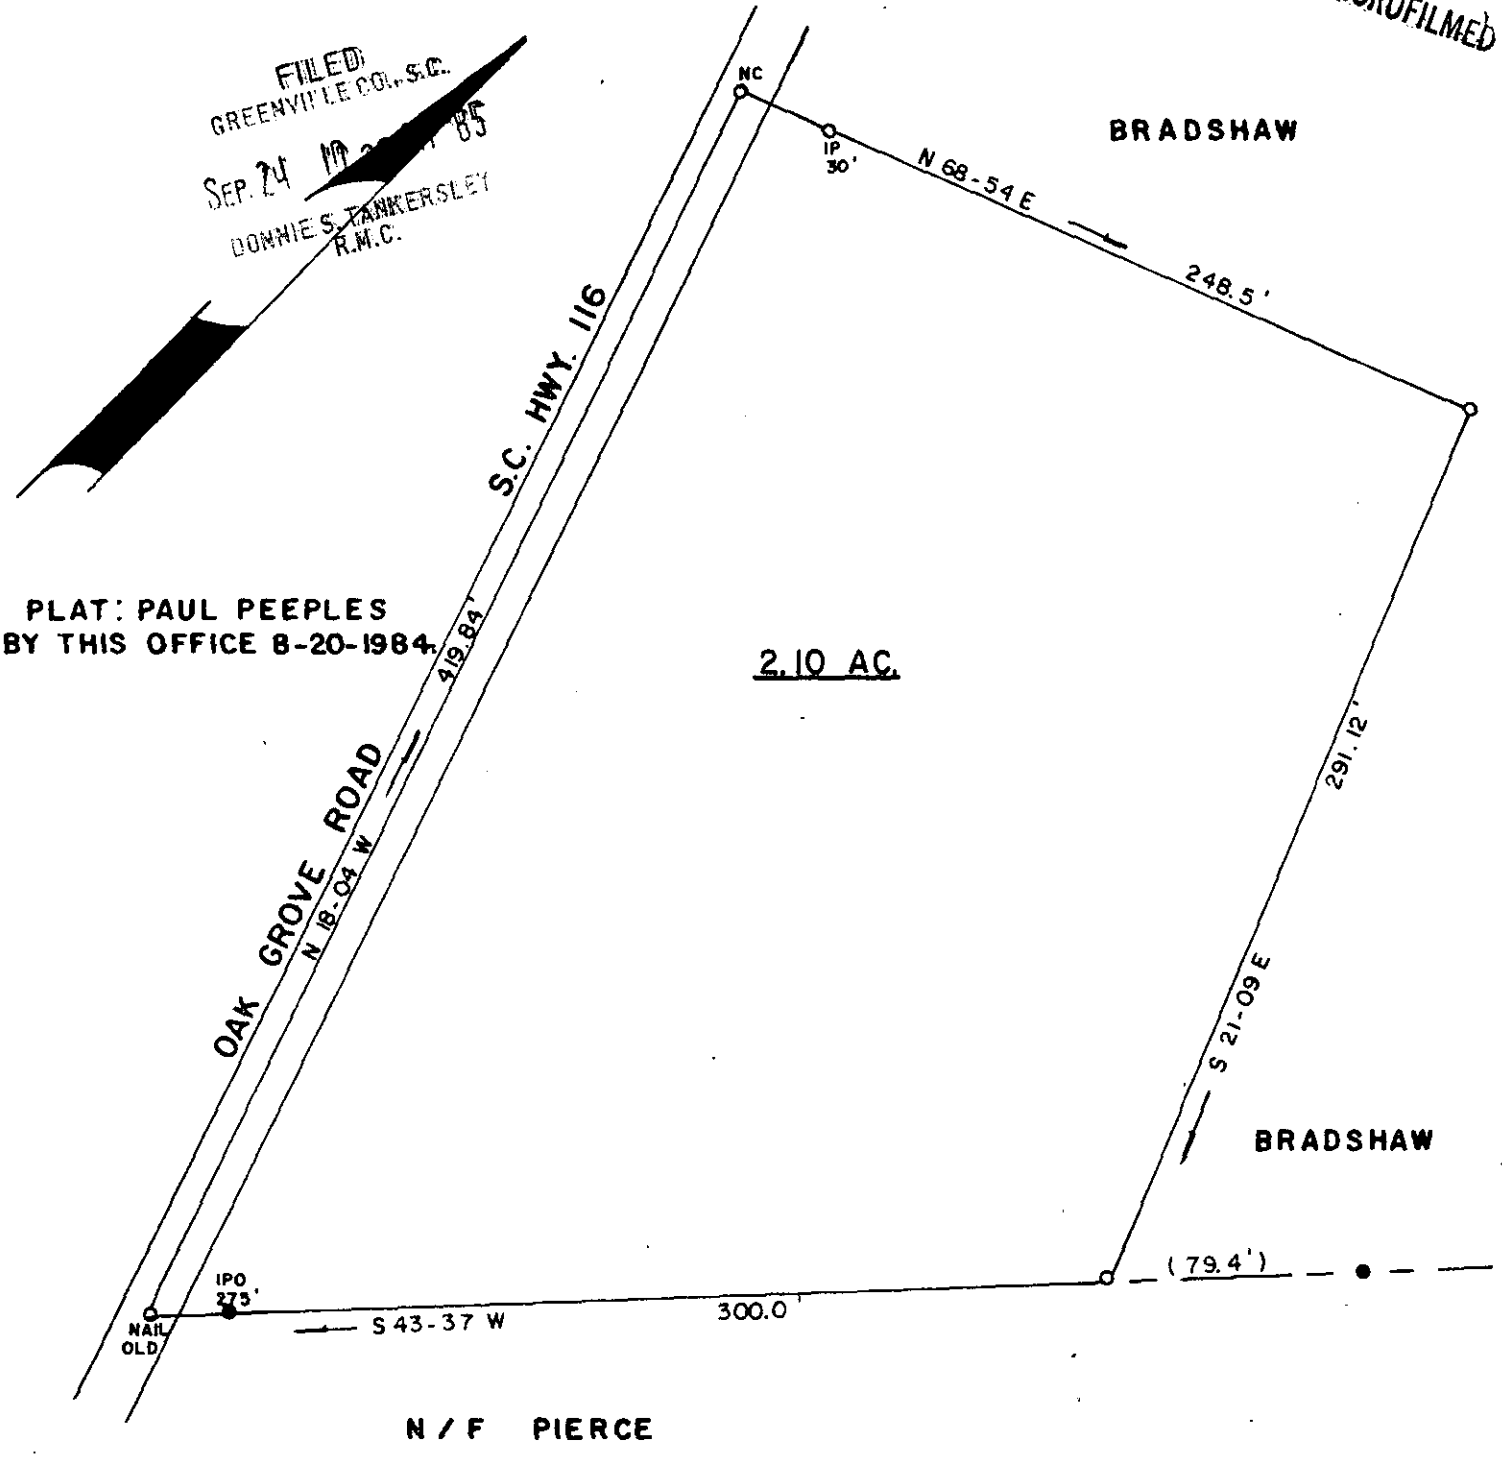 FILED
GREENVILLE CO., S.C.
SEP. 24 '85
DONNIE S. TANKERSLEY
R.M.C.
NC
IP
30'
BRADSHAW
N 68-54 E
248.5'
S.C. HWY. 116
PLAT: PAUL PEEPLES
BY THIS OFFICE 8-20-1984.
419.84'
2.10 AC.
291.12'
OAK GROVE ROAD
N 18-04 W
S 21-09 E
BRADSHAW
(79.4')
IPO
275'
NAIL
OLD
S 43-37 W
300.0'
N/F PIERCE